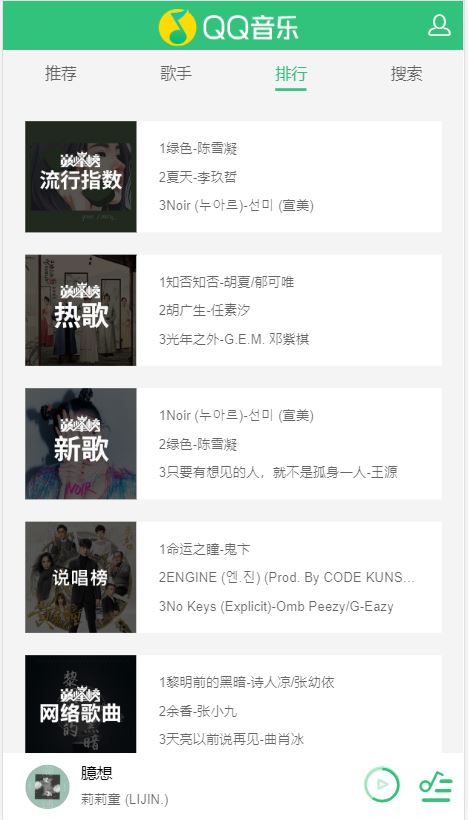 QQ音乐
推荐 歌手 排行 搜索
巅峰榜
流行指数
1绿色-陈雪凝
2夏天-李玖哲
3Noir (누아르)-선미 (宣美)
巅峰榜
热歌
1知否知否-胡夏/郁可唯
2胡广生-任素汐
3光年之外-G.E.M. 邓紫棋
巅峰榜
新歌
NOIR
1Noir (누아르)-선미 (宣美)
2绿色-陈雪凝
3只要有想见的人，就不是孤身一人-王源
说唱榜
1命运之瞳-鬼卞
2ENGINE (엔.진) (Prod. By CODE KUNS...
3No Keys (Explicit)-Omb Peezy/G-Eazy
巅峰榜
网络歌曲
黎明前的黑暗
1黎明前的黑暗-诗人凉/张幼依
2余香-张小九
3天亮以前说再见-曲肖冰
臆想
莉莉童 (LIJIN.)